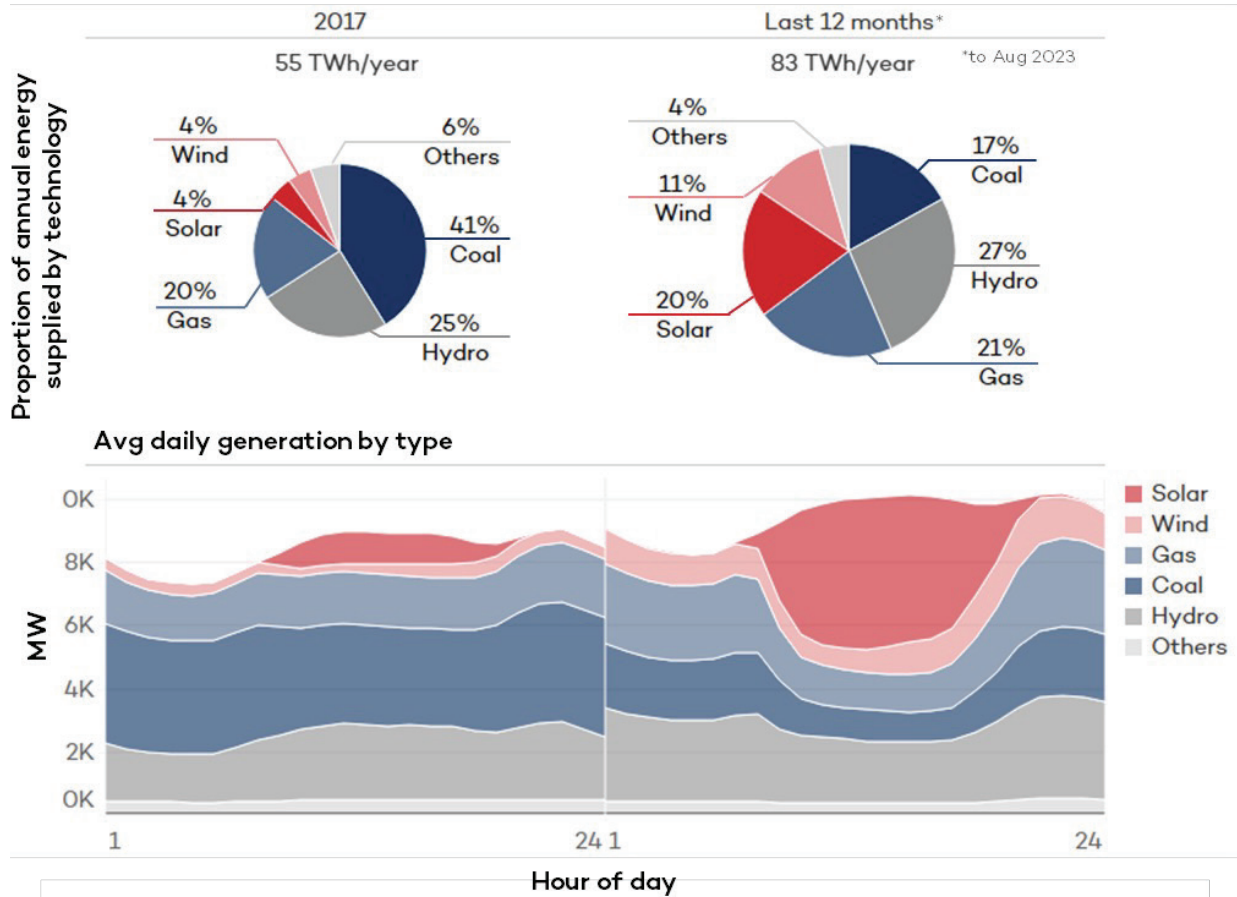 2017
Last 12 months*
55 TWh/year
83 TWh/year
*to Aug 2023
Proportion of annual energy
supplied by technology
4%
Wind
6%
Others
4%
Solar
41%
Coal
20%
Gas
25%
Hydro
4%
Others
17%
Coal
11%
Wind
27%
Hydro
20%
Solar
21%
Gas
Avg daily generation by type
MW
0K
8K
6K
4K
2K
0K
1
24 1
24
Solar
Wind
Gas
Coal
Hydro
Others
Hour of day